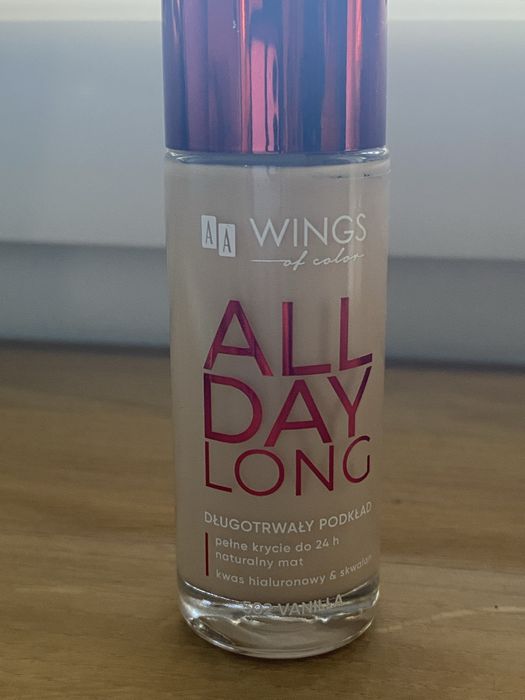 AA WINGS
of color
ALL
DAY
LONG
DŁUGOTRWAŁY PODKŁAD
pełne krycie do 24 h
naturalny mat
kwas hialuronowy & skwalan
VANILLA